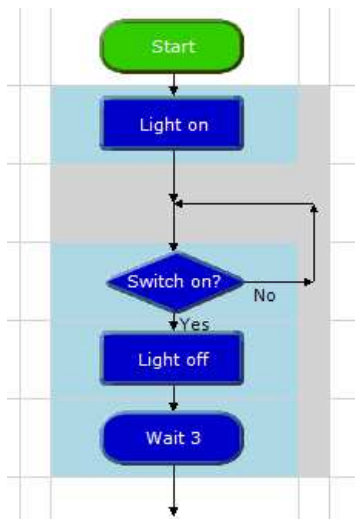 Start
Light on
Switch on?
No
Yes
Light off
Wait 3